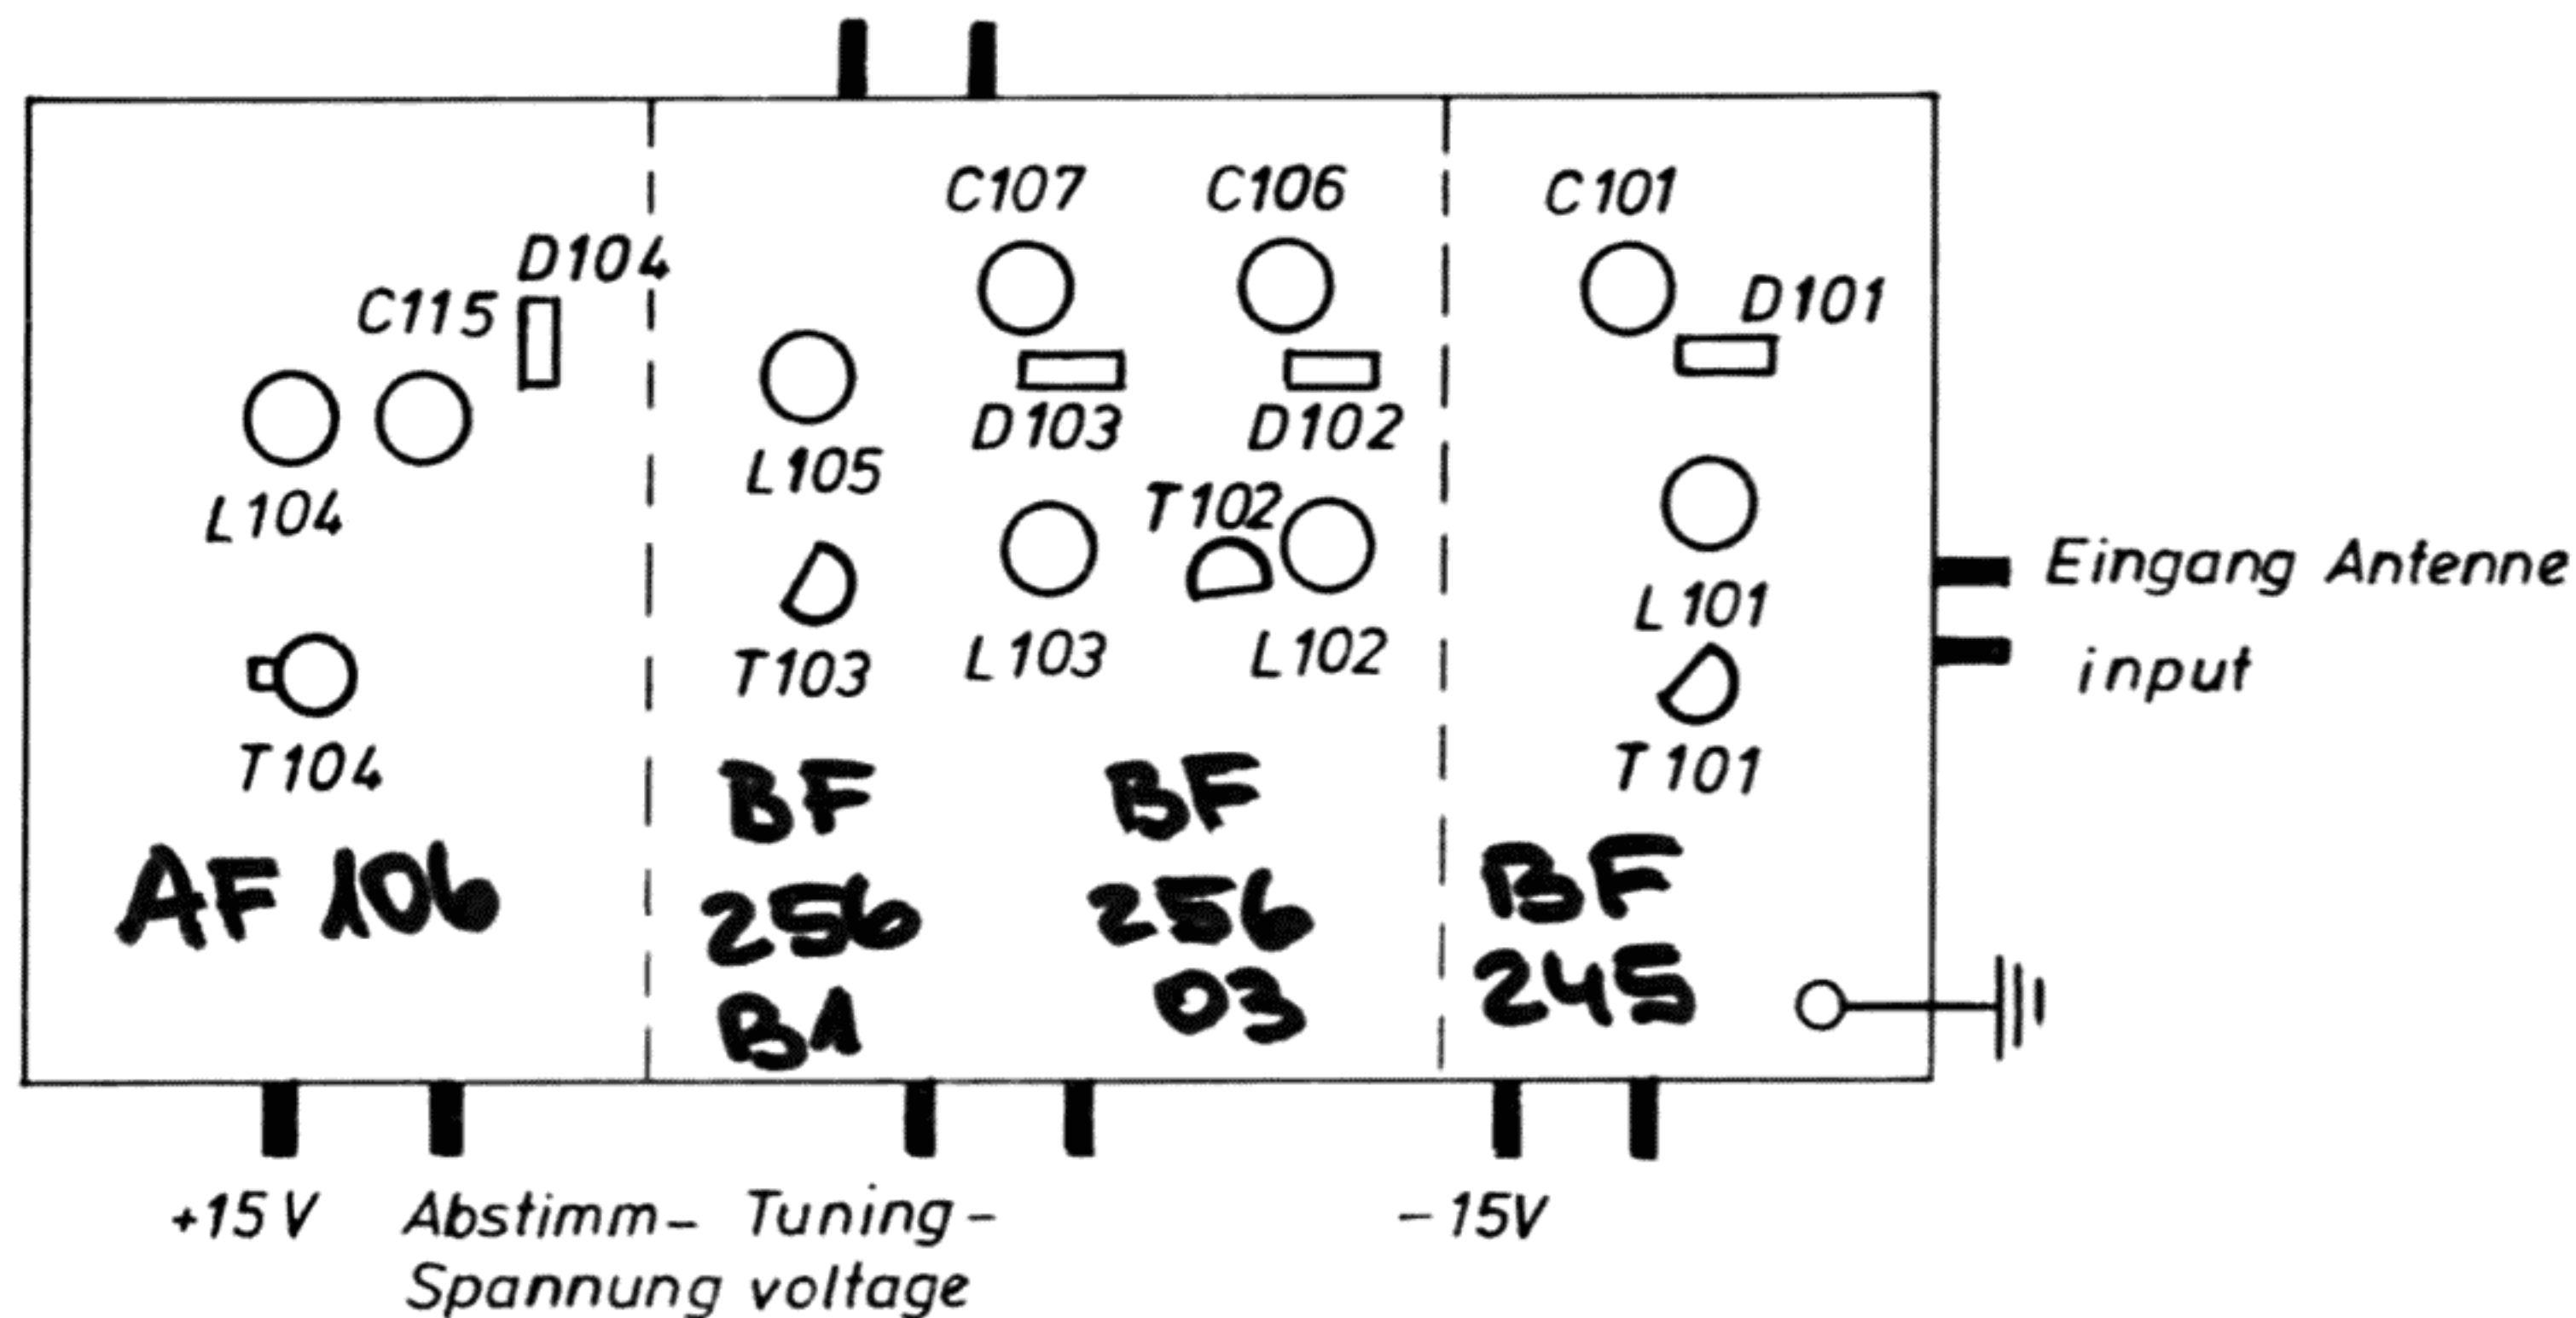 C107 C106 C101
D104
C115
D101
D103 D102
L105
L104
T102
L101
L103 L102
T103
T104
T101
Eingang Antenne
input
AF 106
BF
256
B1
BF
256
03
BF
245
+15V Abstimm- Tuning- -15V
Spannung voltage